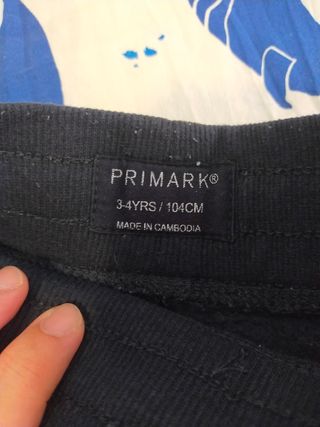 PRIMARK®
3-4YRS / 104CM
MADE IN CAMBODIA